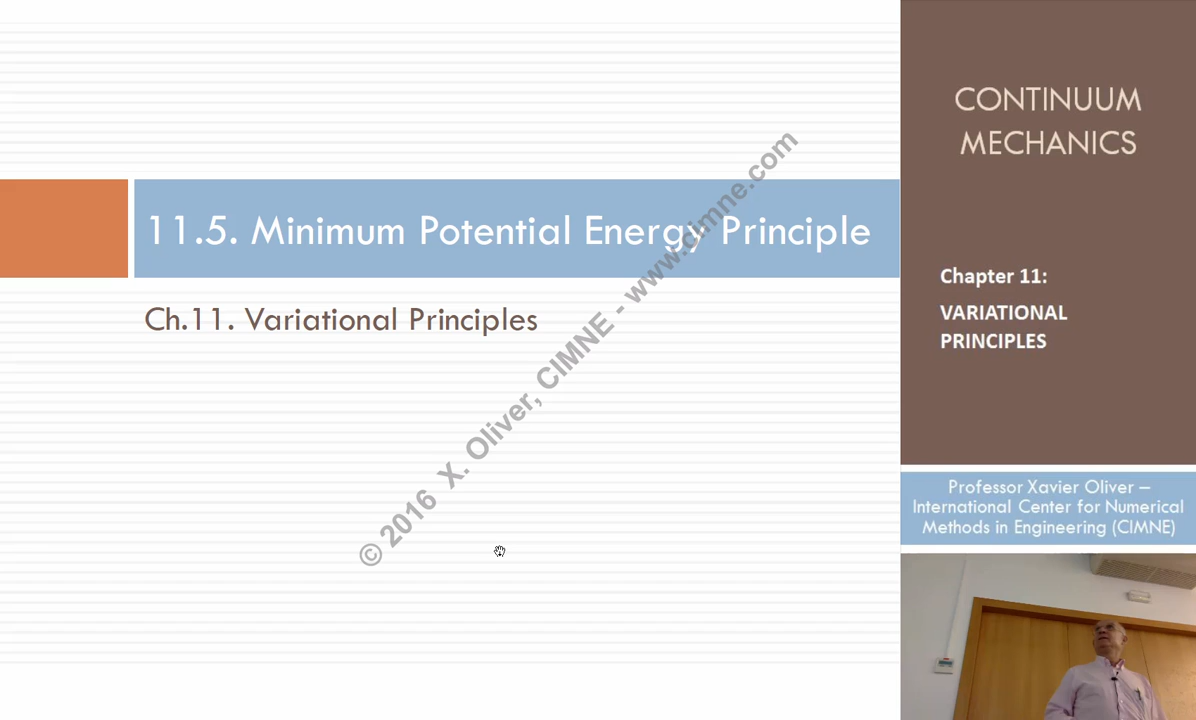 11.5. Minimum Potential Energy Principle
Ch.11. Variational Principles
© 2016 X. Oliver, CIMNE - www.cimne.com
CONTINUUM
MECHANICS
Chapter 11:
VARIATIONAL
PRINCIPLES
Professor Xavier Oliver –
International Center for Numerical
Methods in Engineering (CIMNE)